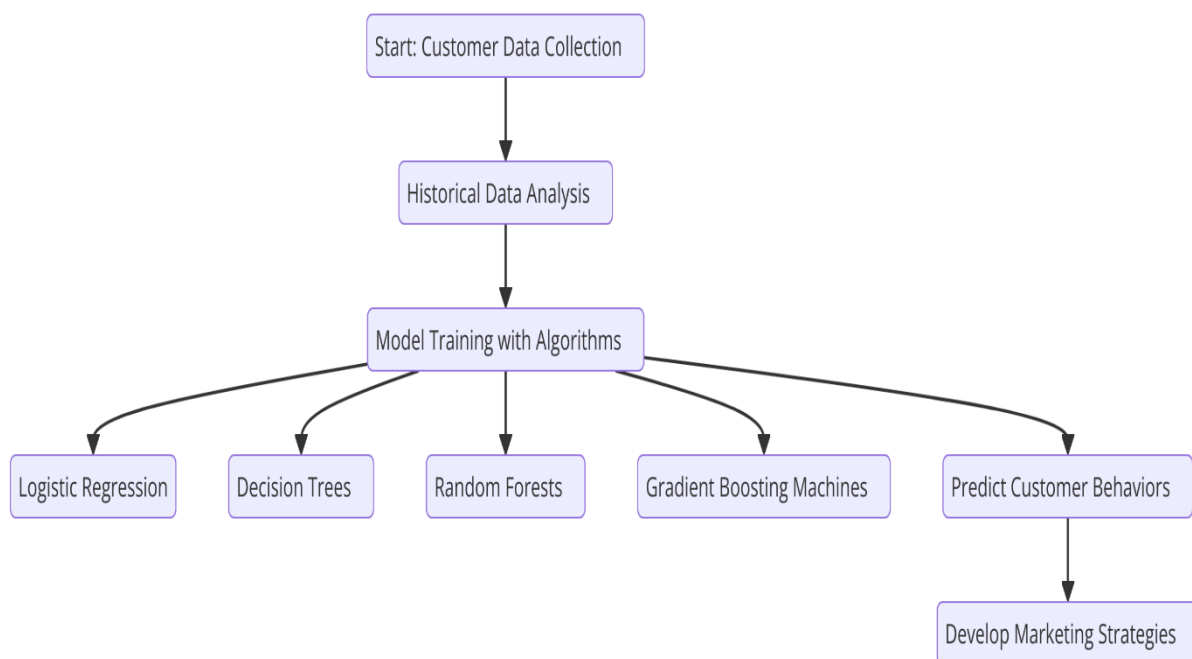 Start: Customer Data Collection
Historical Data Analysis
Model Training with Algorithms
Logistic Regression
Decision Trees
Random Forests
Gradient Boosting Machines
Predict Customer Behaviors
Develop Marketing Strategies